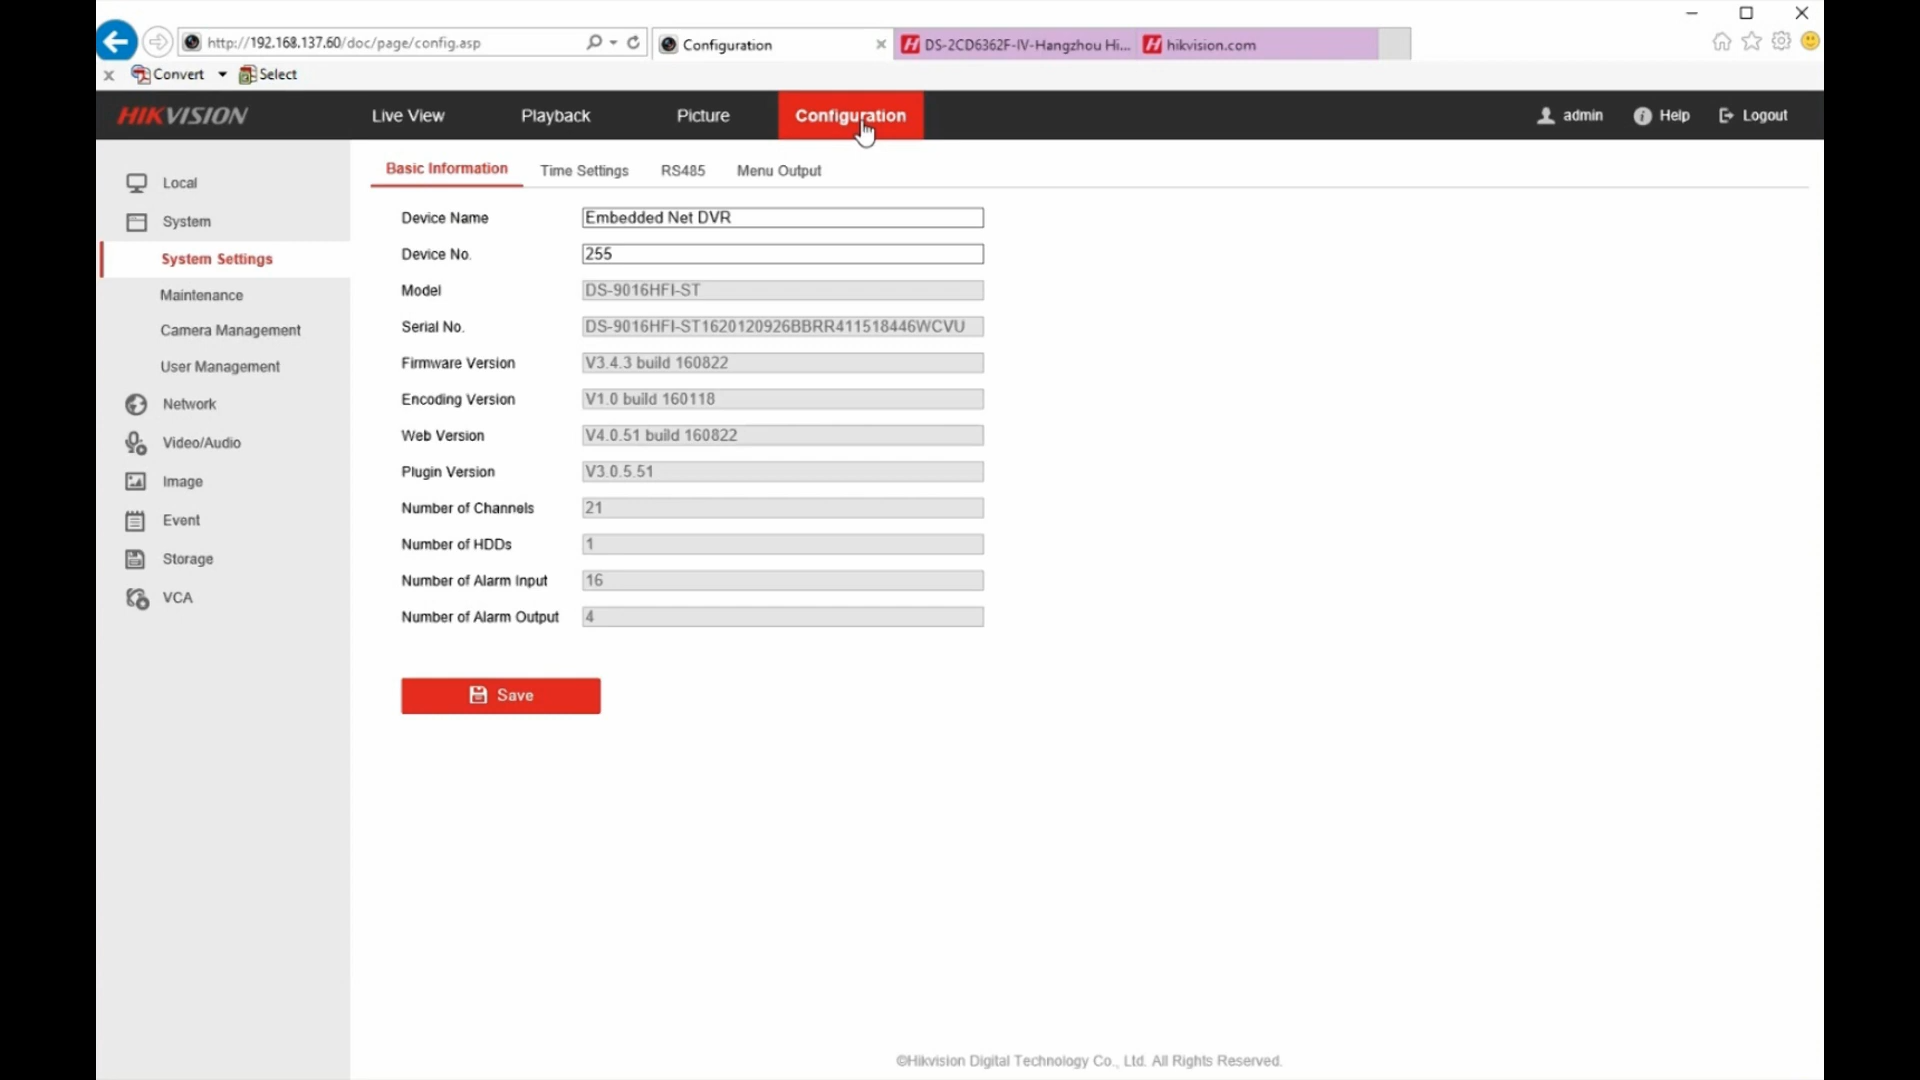 http://192.168.137.60/doc/page/config.asp
Configuration
DS-2CD6362F-IV-Hangzhou Hi...
hikvision.com
Convert
Select
HIKVISION
Live View
Playback
Picture
Configuration
admin
Help
Logout
Local
System
System Settings
Maintenance
Camera Management
User Management
Network
Video/Audio
Image
Event
Storage
VCA
Basic Information
Time Settings
RS485
Menu Output
Device Name Embedded Net DVR
Device No. 255
Model DS-9016HFI-ST
Serial No. DS-9016HFI-ST1620120926BBRR411518446WCVU
Firmware Version V3.4.3 build 160822
Encoding Version V1.0 build 160118
Web Version V4.0.51 build 160822
Plugin Version V3.0.5.51
Number of Channels 21
Number of HDDs 1
Number of Alarm Input 16
Number of Alarm Output 4
Save
©Hikvision Digital Technology Co., Ltd. All Rights Reserved.